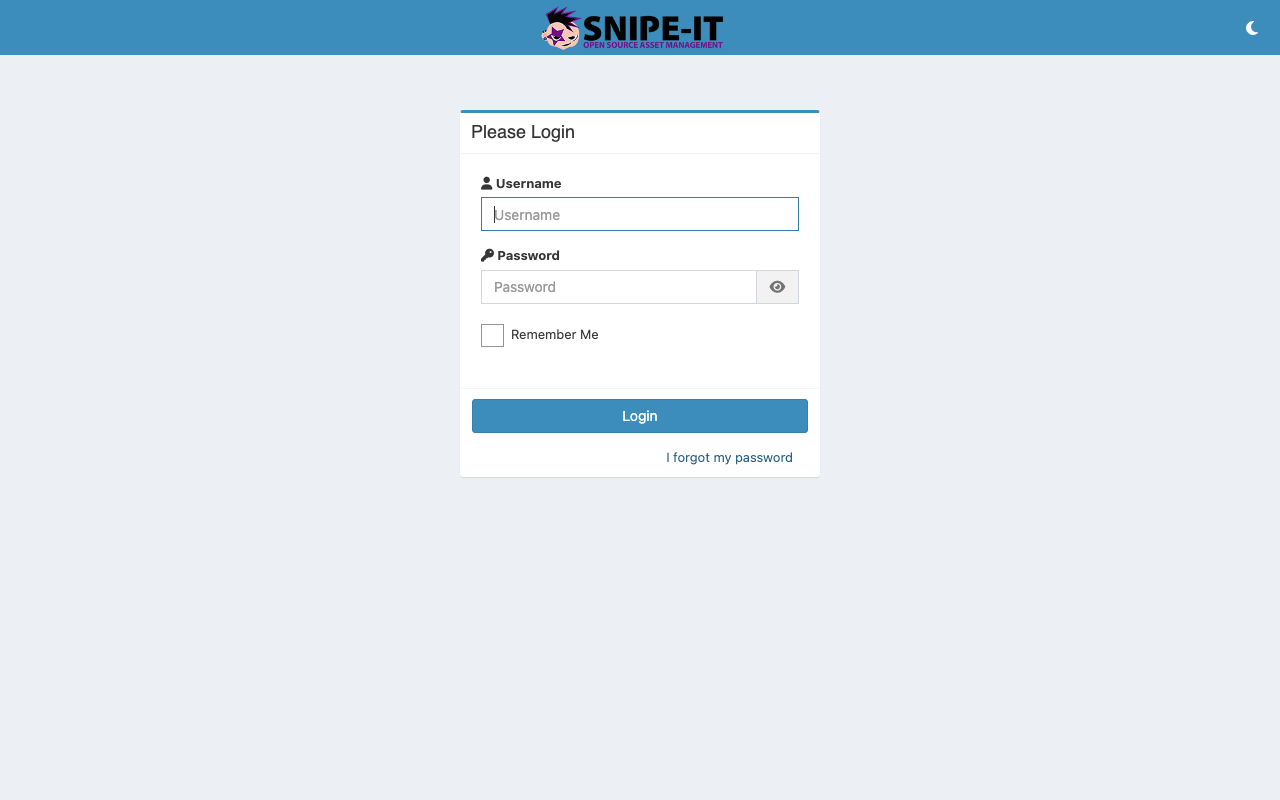 SNIPE-IT
OPEN SOURCE ASSET MANAGEMENT
Please Login
Username
Username
Password
Password
Remember Me
Login
I forgot my password